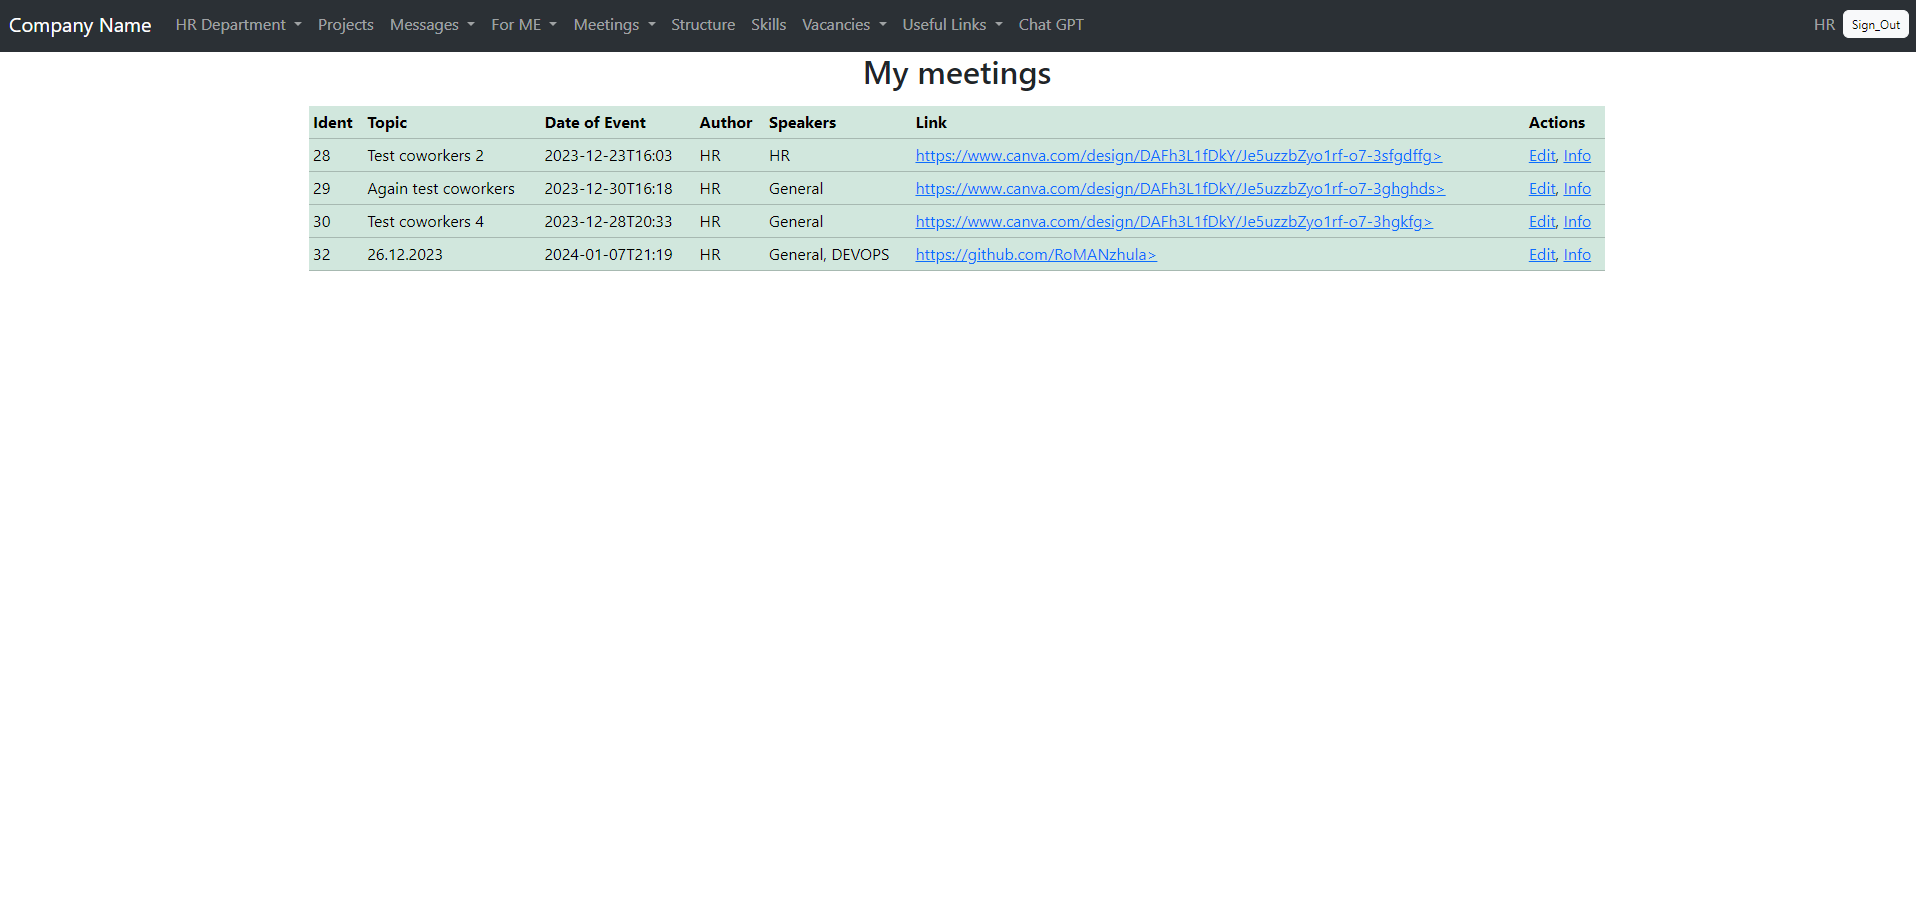 Company Name HR Department Projects Messages For ME Meetings Structure Skills Vacancies Useful Links Chat GPT HR Sign_Out
My meetings
Ident Topic Date of Event Author Speakers Link Actions
28 Test coworkers 2 2023-12-23T16:03 HR HR https://www.canva.com/design/DAFh3L1fDkY/Je5uzzbZyo1rf-o7-3sfgdffg> Edit, Info
29 Again test coworkers 2023-12-30T16:18 HR General https://www.canva.com/design/DAFh3L1fDkY/Je5uzzbZyo1rf-o7-3ghghds> Edit, Info
30 Test coworkers 4 2023-12-28T20:33 HR General https://www.canva.com/design/DAFh3L1fDkY/Je5uzzbZyo1rf-o7-3hgkfg> Edit, Info
32 26.12.2023 2024-01-07T21:19 HR General, DEVOPS https://github.com/RoMANzhula> Edit, Info